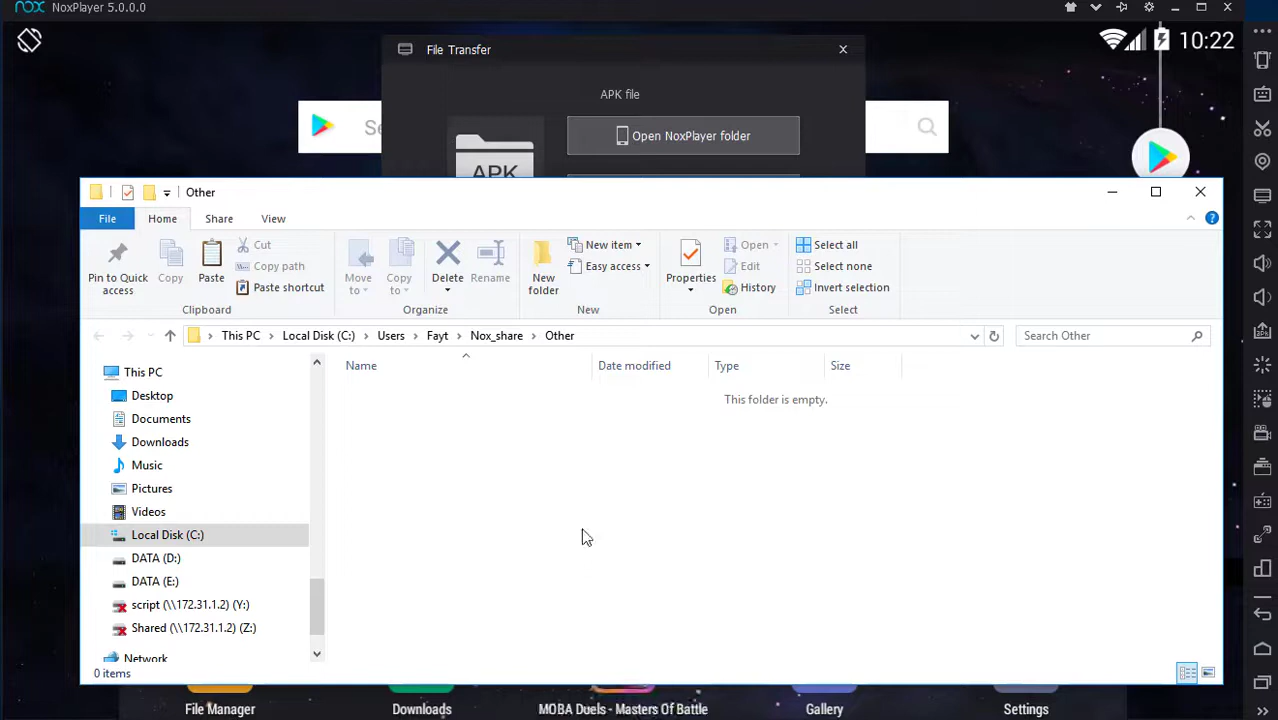 nox NoxPlayer 5.0.0.0
10:22
File Transfer
APK file
Open NoxPlayer folder
Se
APK
Other
File Home Share View
Pin to Quick access
Copy
Paste
Cut
Copy path
Paste shortcut
Clipboard
Move to
Copy to
Delete
Rename
Organize
New folder
New item
Easy access
New
Properties
Open
Edit
History
Open
Select all
Select none
Invert selection
Select
This PC > Local Disk (C:) > Users > Fayt > Nox_share > Other
Search Other
Name Date modified Type Size
This folder is empty.
This PC
Desktop
Documents
Downloads
Music
Pictures
Videos
Local Disk (C:)
DATA (D:)
DATA (E:)
script (\\172.31.1.2) (Y:)
Shared (\\172.31.1.2) (Z:)
Network
0 items
File Manager Downloads MOBA Duels - Masters Of Battle Gallery Settings